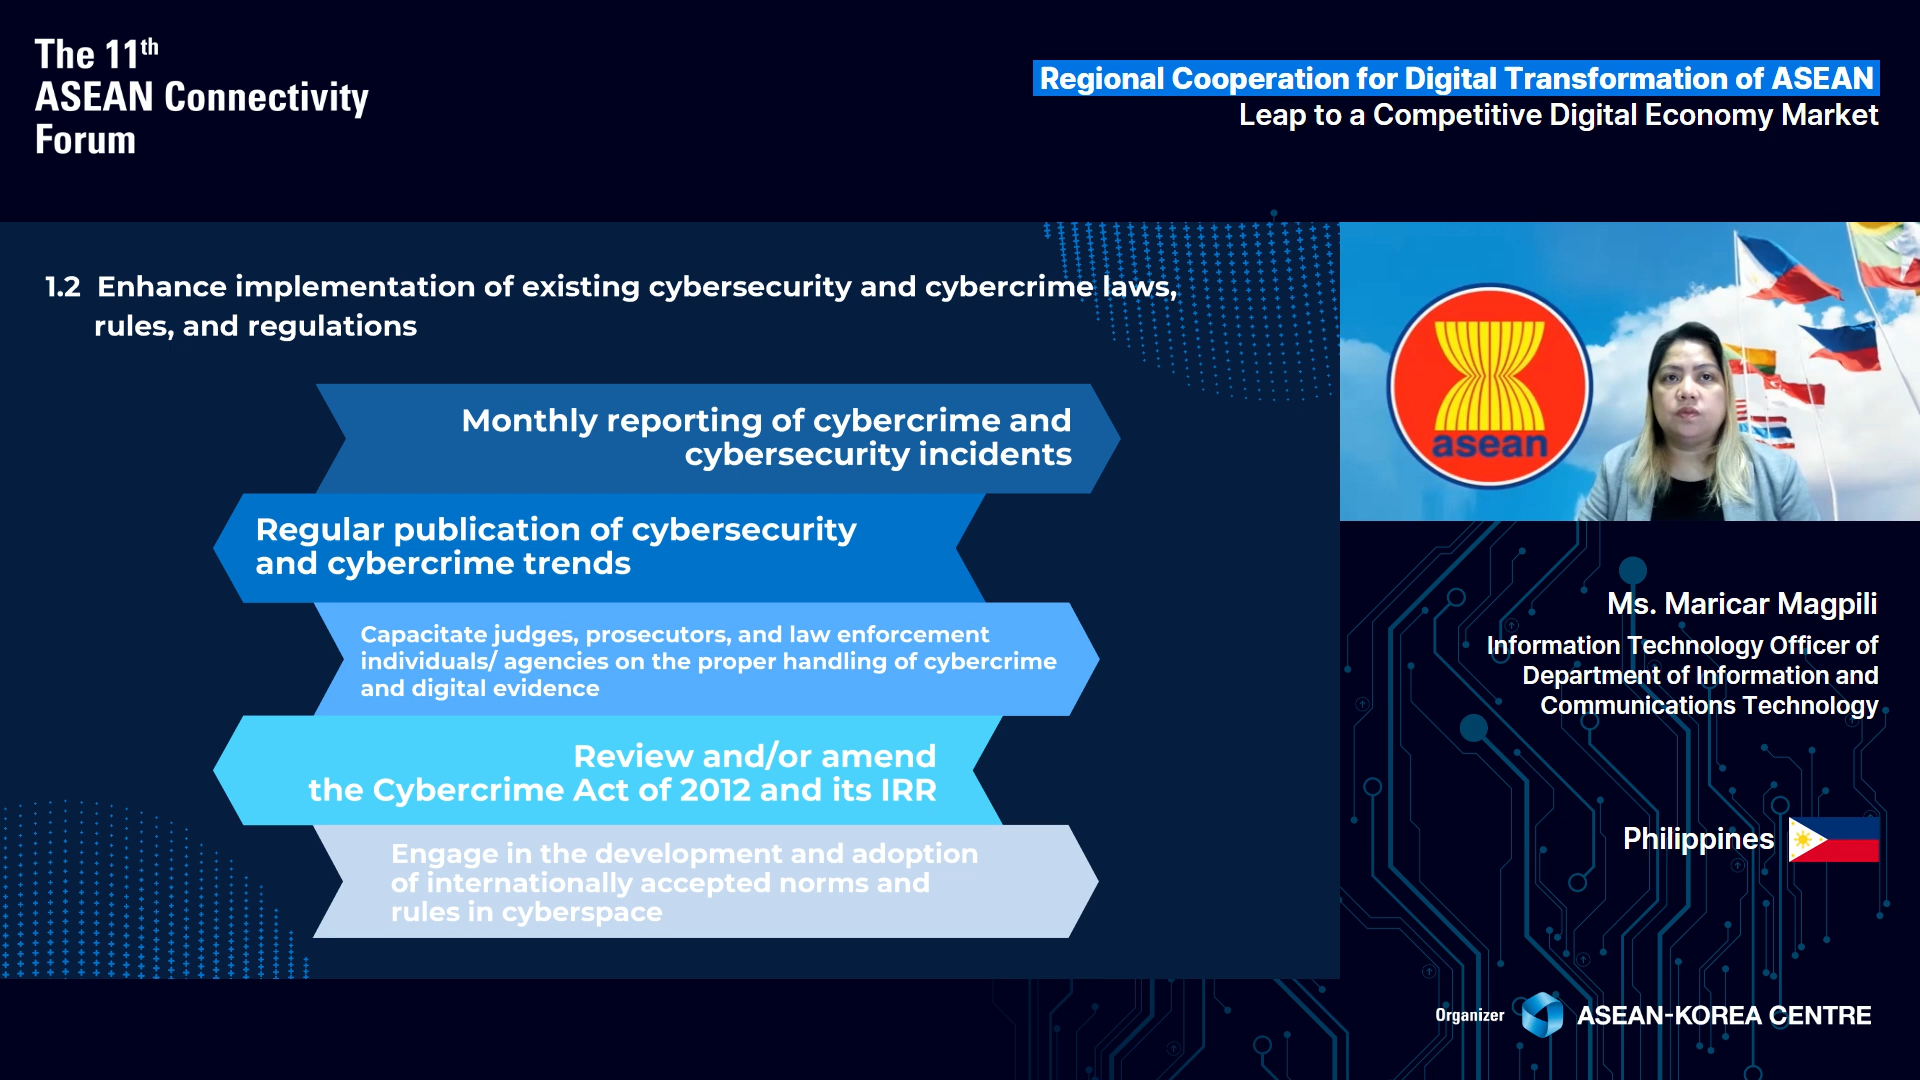 The 11th
ASEAN Connectivity
Forum
Regional Cooperation for Digital Transformation of ASEAN
Leap to a Competitive Digital Economy Market
1.2 Enhance implementation of existing cybersecurity and cybercrime laws,
rules, and regulations
Monthly reporting of cybercrime and
cybersecurity incidents
Regular publication of cybersecurity
and cybercrime trends
Capacitate judges, prosecutors, and law enforcement
individuals/ agencies on the proper handling of cybercrime
and digital evidence
Review and/or amend
the Cybercrime Act of 2012 and its IRR
Engage in the development and adoption
of internationally accepted norms and
rules in cyberspace
asean
Ms. Maricar Magpili
Information Technology Officer of
Department of Information and
Communications Technology
Philippines
Organizer ASEAN-KOREA CENTRE